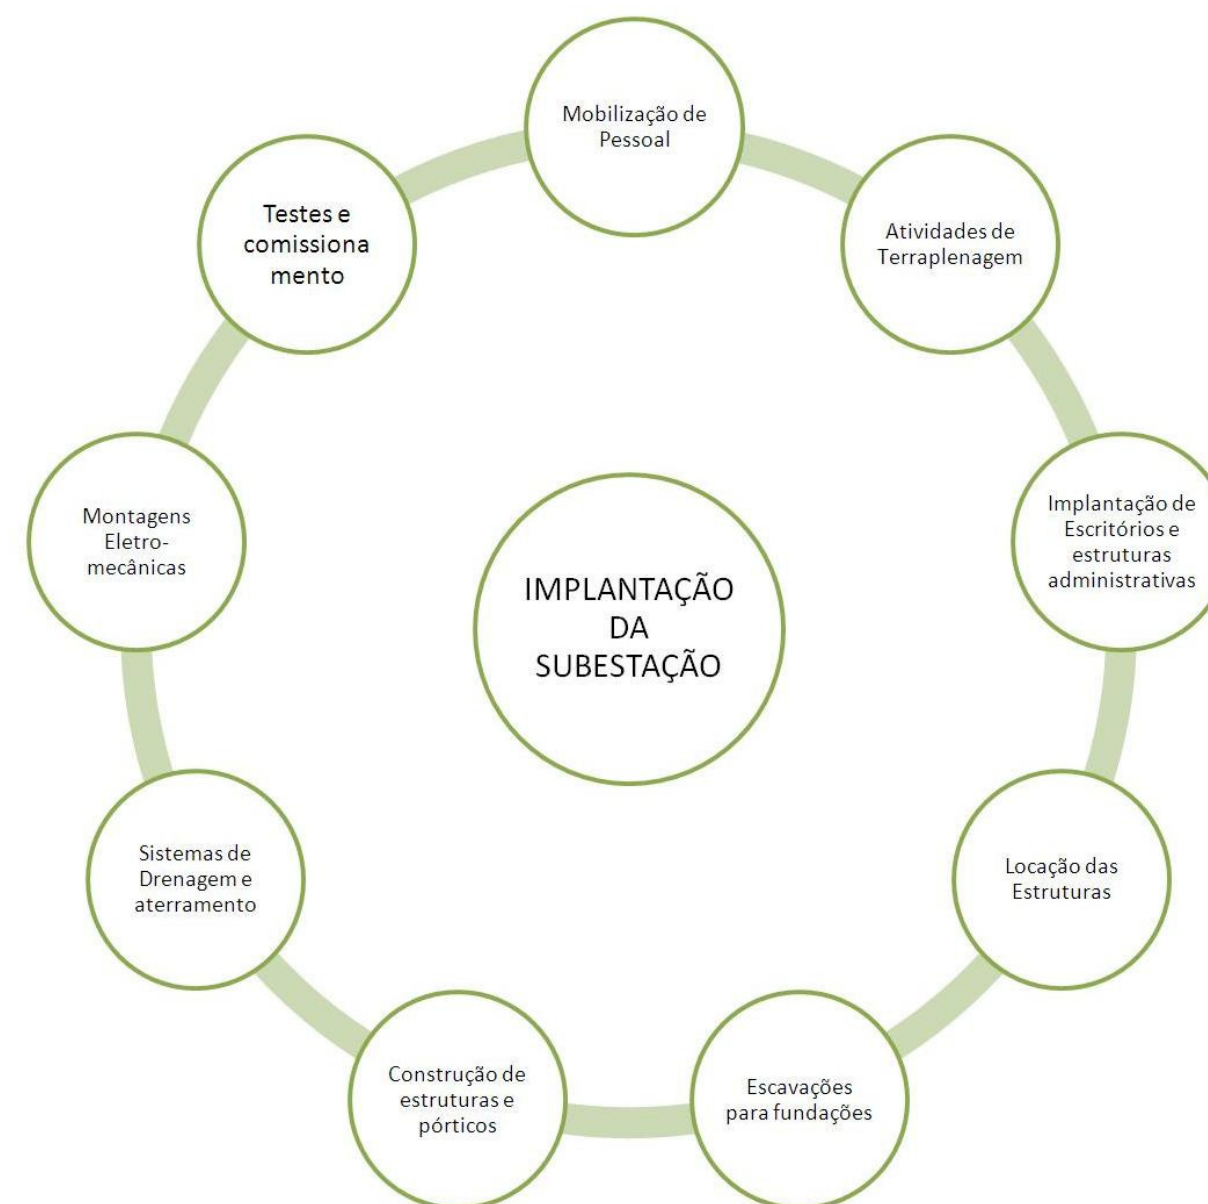 Mobilização de
Pessoal
Atividades de
Terraplenagem
Implantação de
Escritórios e
estruturas
administrativas
Locação das
Estruturas
Escavações
para fundações
Construção de
estruturas e
pórticos
Sistemas de
Drenagem e
aterramento
Montagens
Eletro-
mecânicas
Testes e
comissiona
mento
IMPLANTAÇÃO
DA
SUBESTAÇÃO